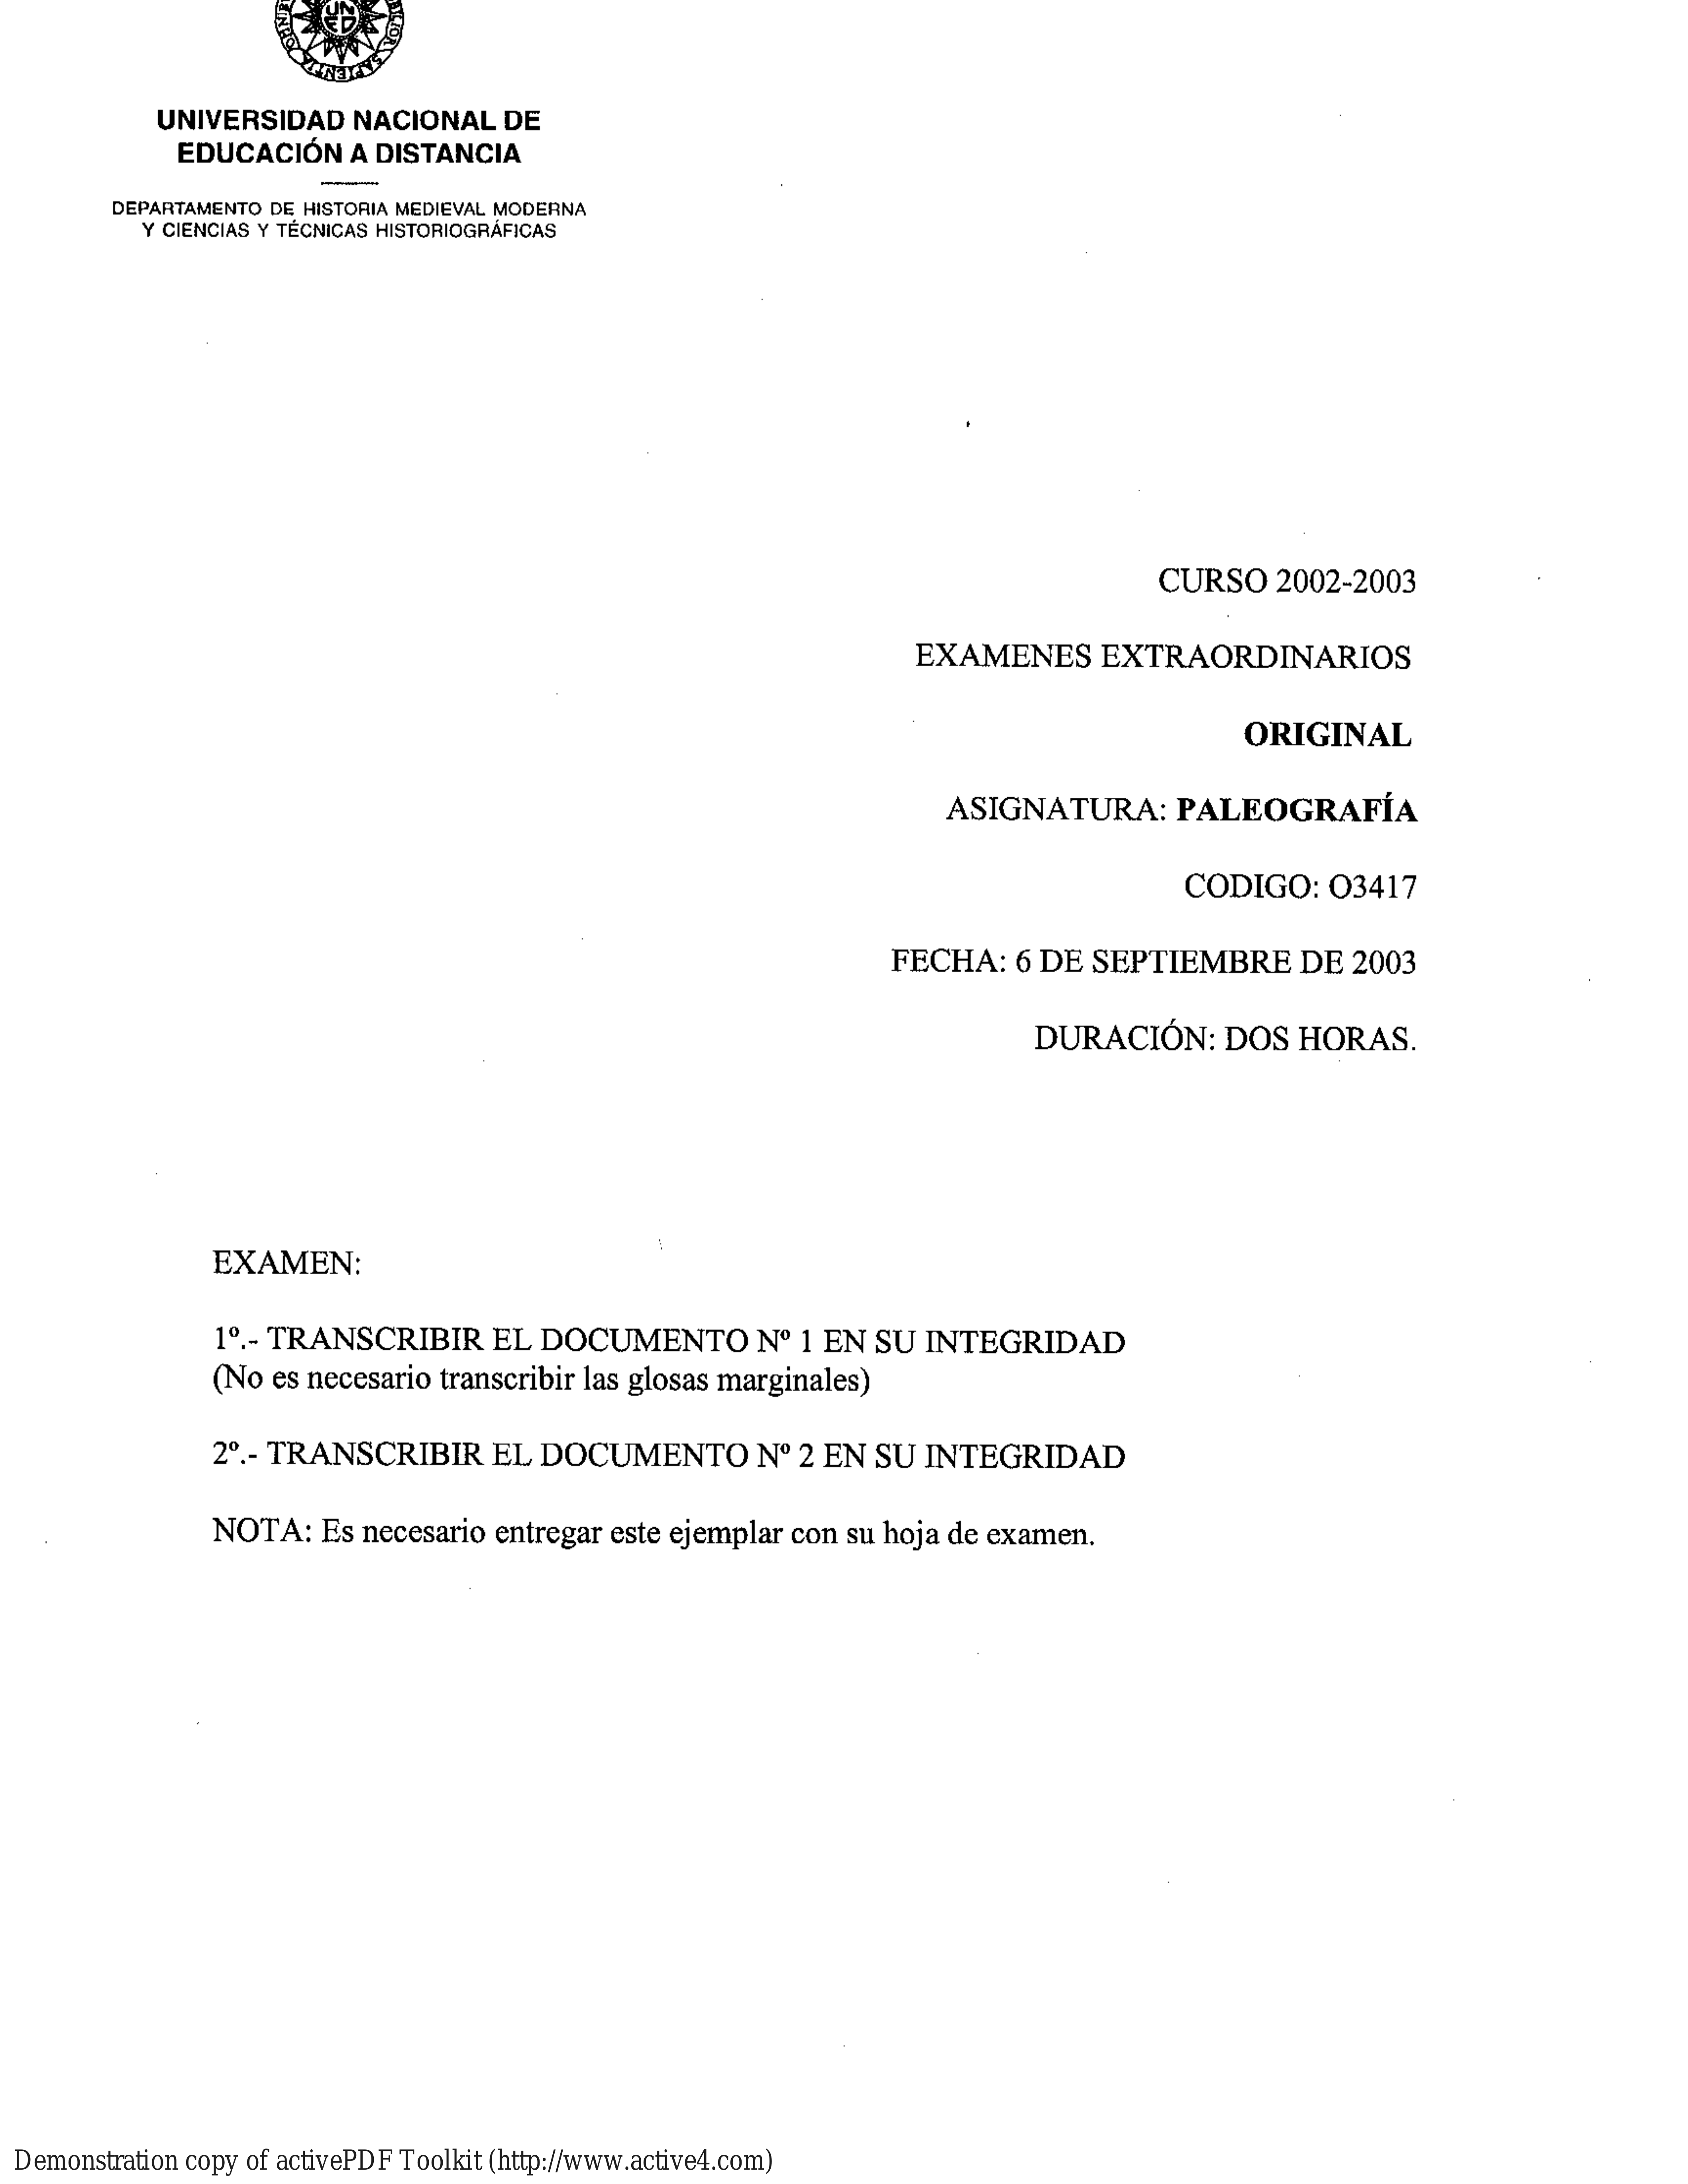 UN
ED
SAPIENTIA
UNIVERSIDAD NACIONAL DE
EDUCACIÓN A DISTANCIA
DEPARTAMENTO DE HISTORIA MEDIEVAL MODERNA
Y CIENCIAS Y TÉCNICAS HISTORIOGRÁFICAS
CURSO 2002-2003
EXAMENES EXTRAORDINARIOS
ORIGINAL
ASIGNATURA: PALEOGRAFÍA
CODIGO: O3417
FECHA: 6 DE SEPTIEMBRE DE 2003
DURACIÓN: DOS HORAS.
EXAMEN:
1º.- TRANSCRIBIR EL DOCUMENTO Nº 1 EN SU INTEGRIDAD
(No es necesario transcribir las glosas marginales)
2º.- TRANSCRIBIR EL DOCUMENTO Nº 2 EN SU INTEGRIDAD
NOTA: Es necesario entregar este ejemplar con su hoja de examen.
Demonstration copy of activePDF Toolkit (http://www.active4.com)